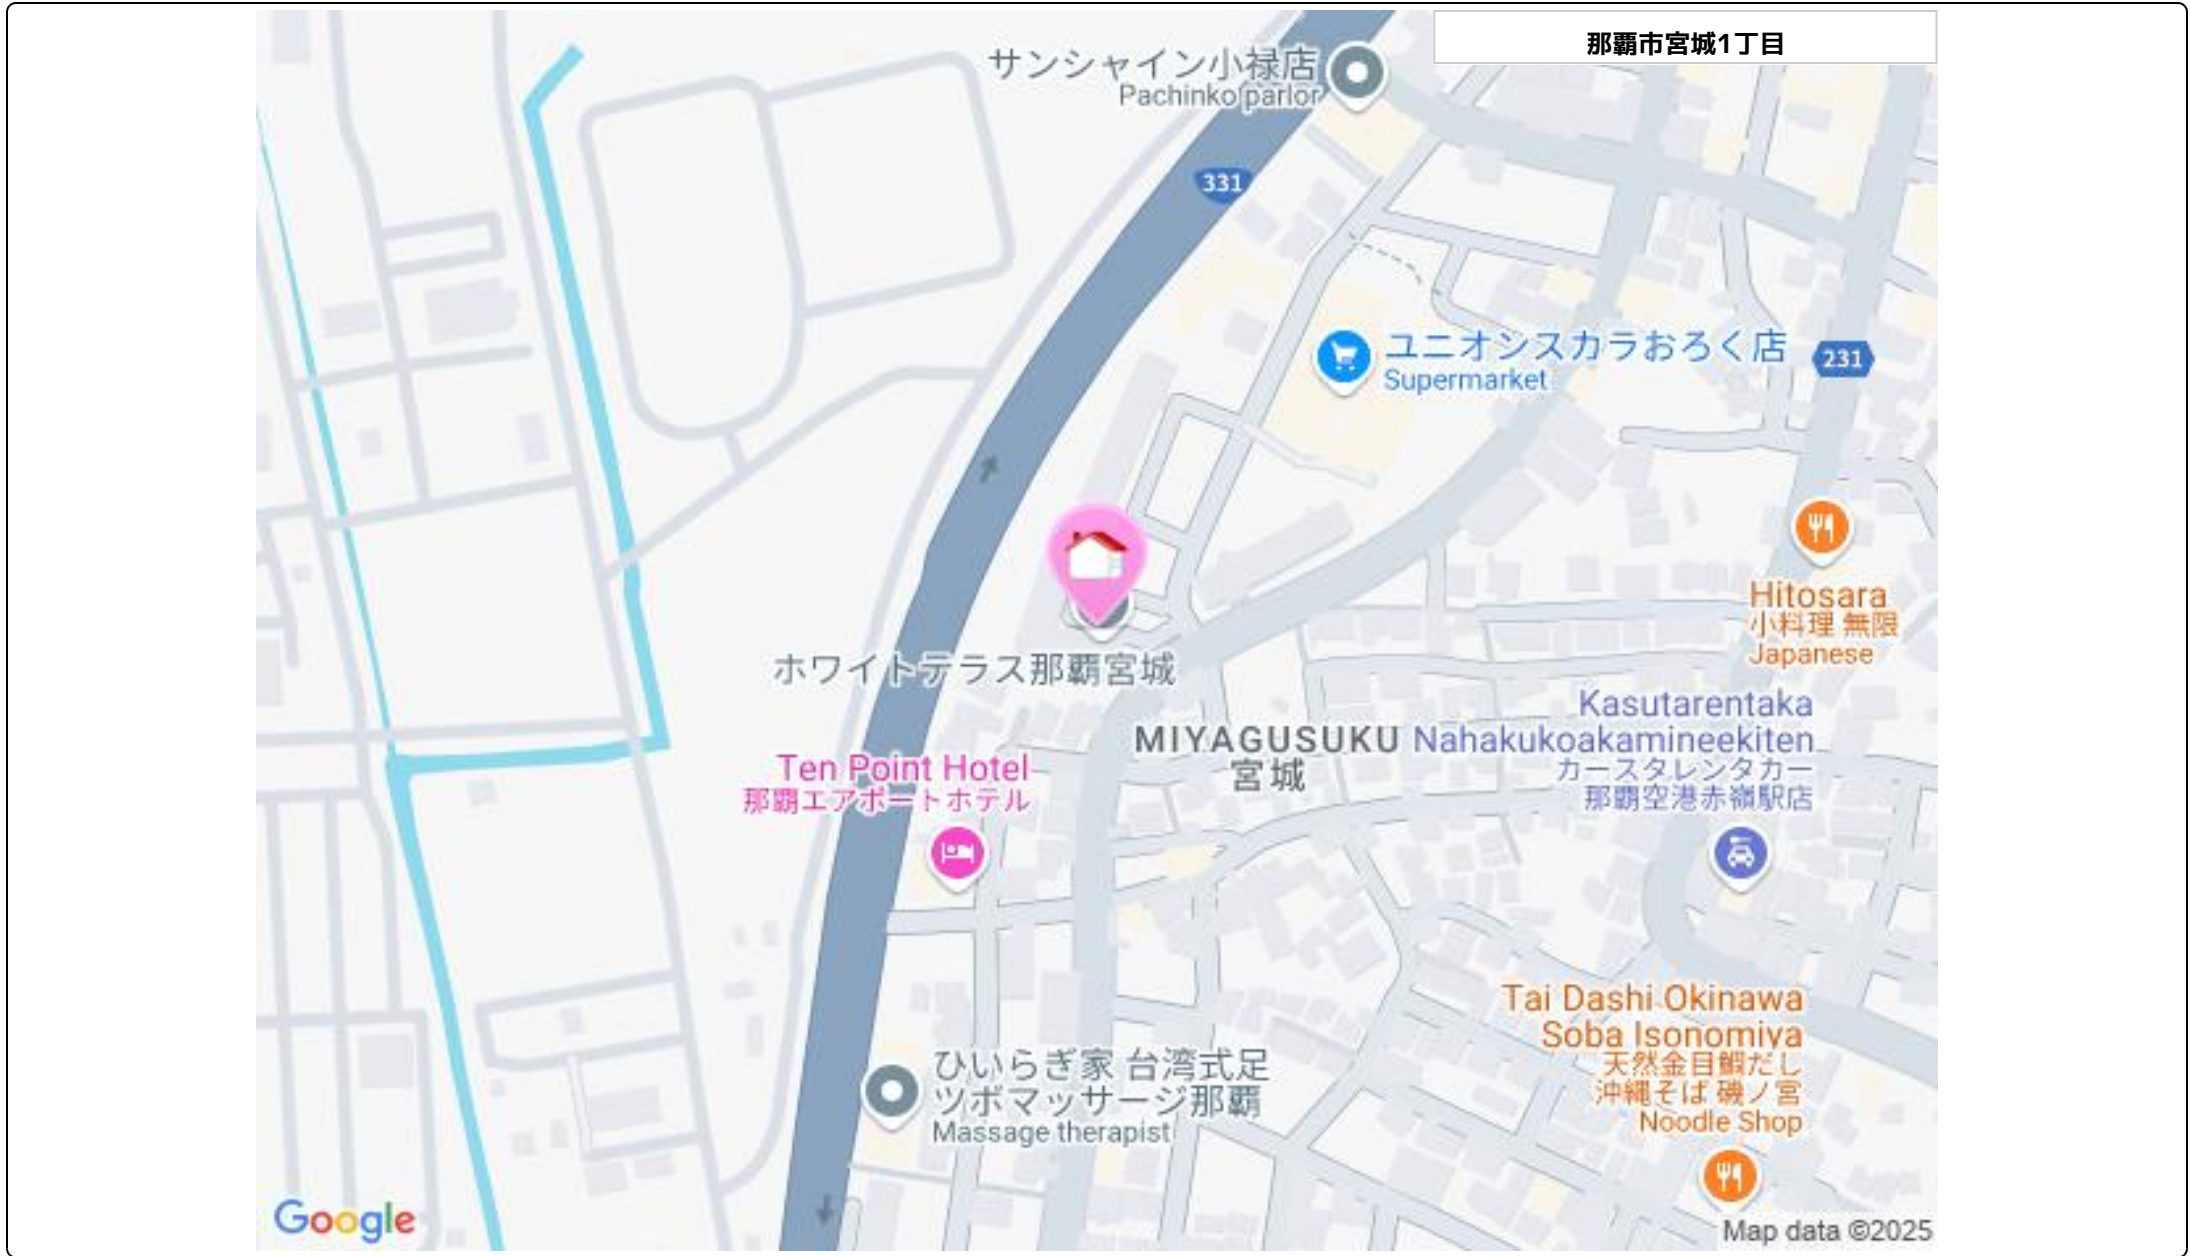 那覇市宮城1丁目
サンシャイン小禄店
Pachinko parlor
331
ユニオンスカラおろく店
Supermarket
231
Hitosara
小料理 無限
Japanese
ホワイトテラス那覇宮城
Kasutarentaka
Nahakukoakamineekiten
カースタレンタカー
那覇空港赤嶺駅店
MIYAGUSUKU
宮城
Ten Point Hotel
那覇エアポートホテル
Tai Dashi Okinawa
Soba Isonomiya
天然金目鯛だし
沖縄そば 磯ノ宮
Noodle Shop
ひいらぎ家 台湾式足
ツボマッサージ那覇
Massage therapist
Google
Map data ©2025